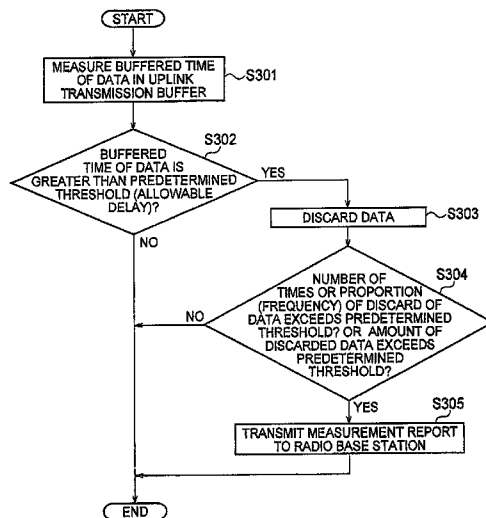 START
MEASURE BUFFERED TIME
OF DATA IN UPLINK
TRANSMISSION BUFFER
S301
S302
BUFFERED
TIME OF DATA IS
GREATER THAN PREDETERMINED
THRESHOLD (ALLOWABLE
DELAY)?
YES
NO
DISCARD DATA
S303
S304
NUMBER OF
TIMES OR PROPORTION
(FREQUENCY) OF DISCARD OF
DATA EXCEEDS PREDETERMINED
THRESHOLD? OR AMOUNT OF
DISCARDED DATA EXCEEDS
PREDETERMINED
THRESHOLD?
NO
YES
S305
TRANSMIT MEASUREMENT REPORT
TO RADIO BASE STATION
END